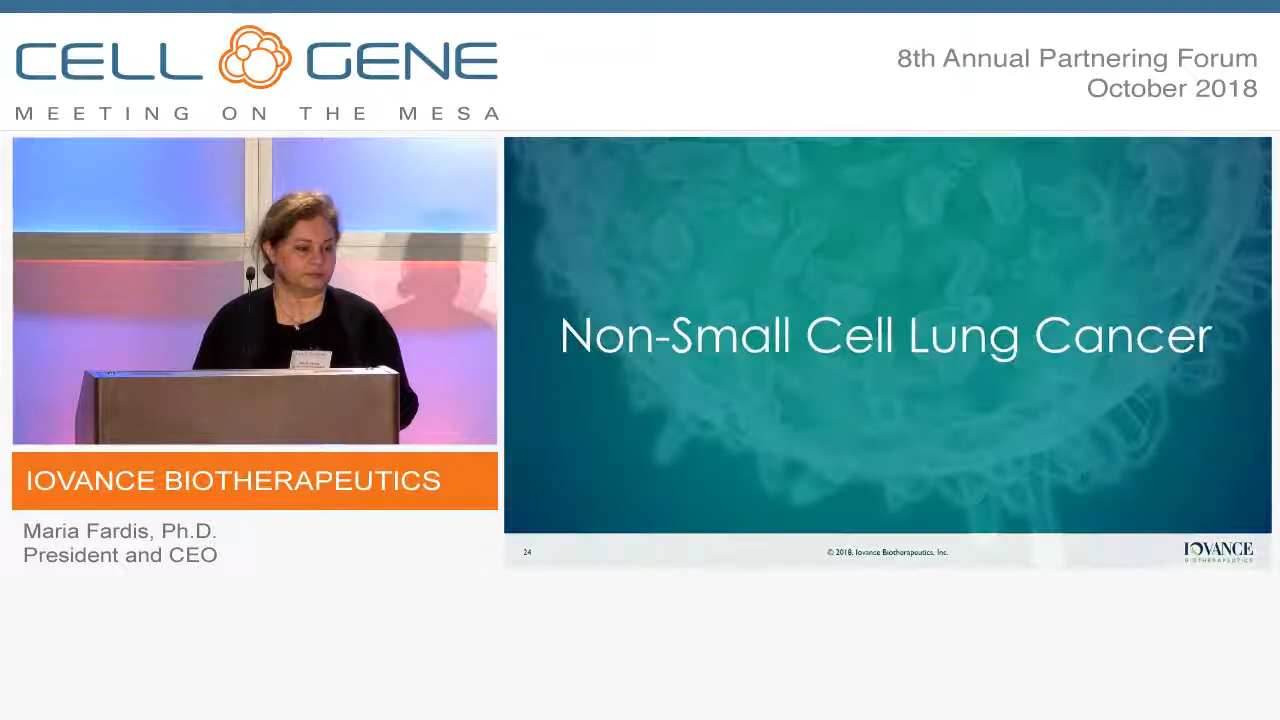 CELL GENE
MEETING ON THE MESA
8th Annual Partnering Forum
October 2018
Non-Small Cell Lung Cancer
IOVANCE BIOTHERAPEUTICS
Maria Fardis, Ph.D.
President and CEO
24
© 2018, Iovance Biotherapeutics, Inc.
IOVANCE
BIOTHERAPEUTICS